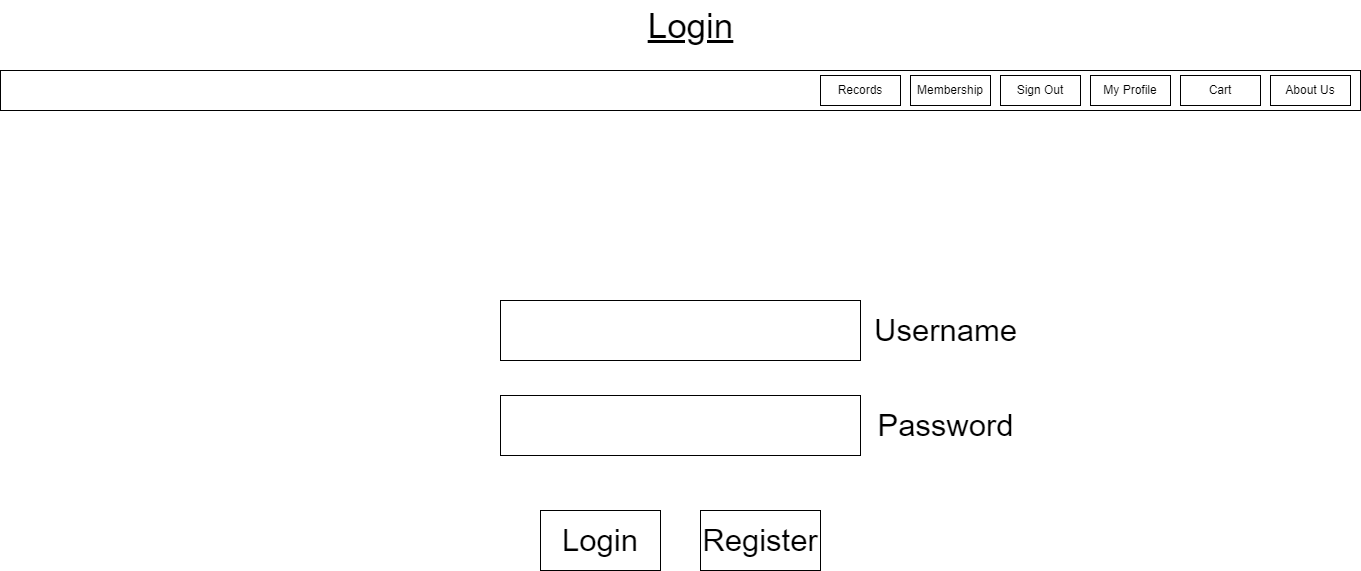 Login
Records Membership Sign Out My Profile Cart About Us
Username
Password
Login Register